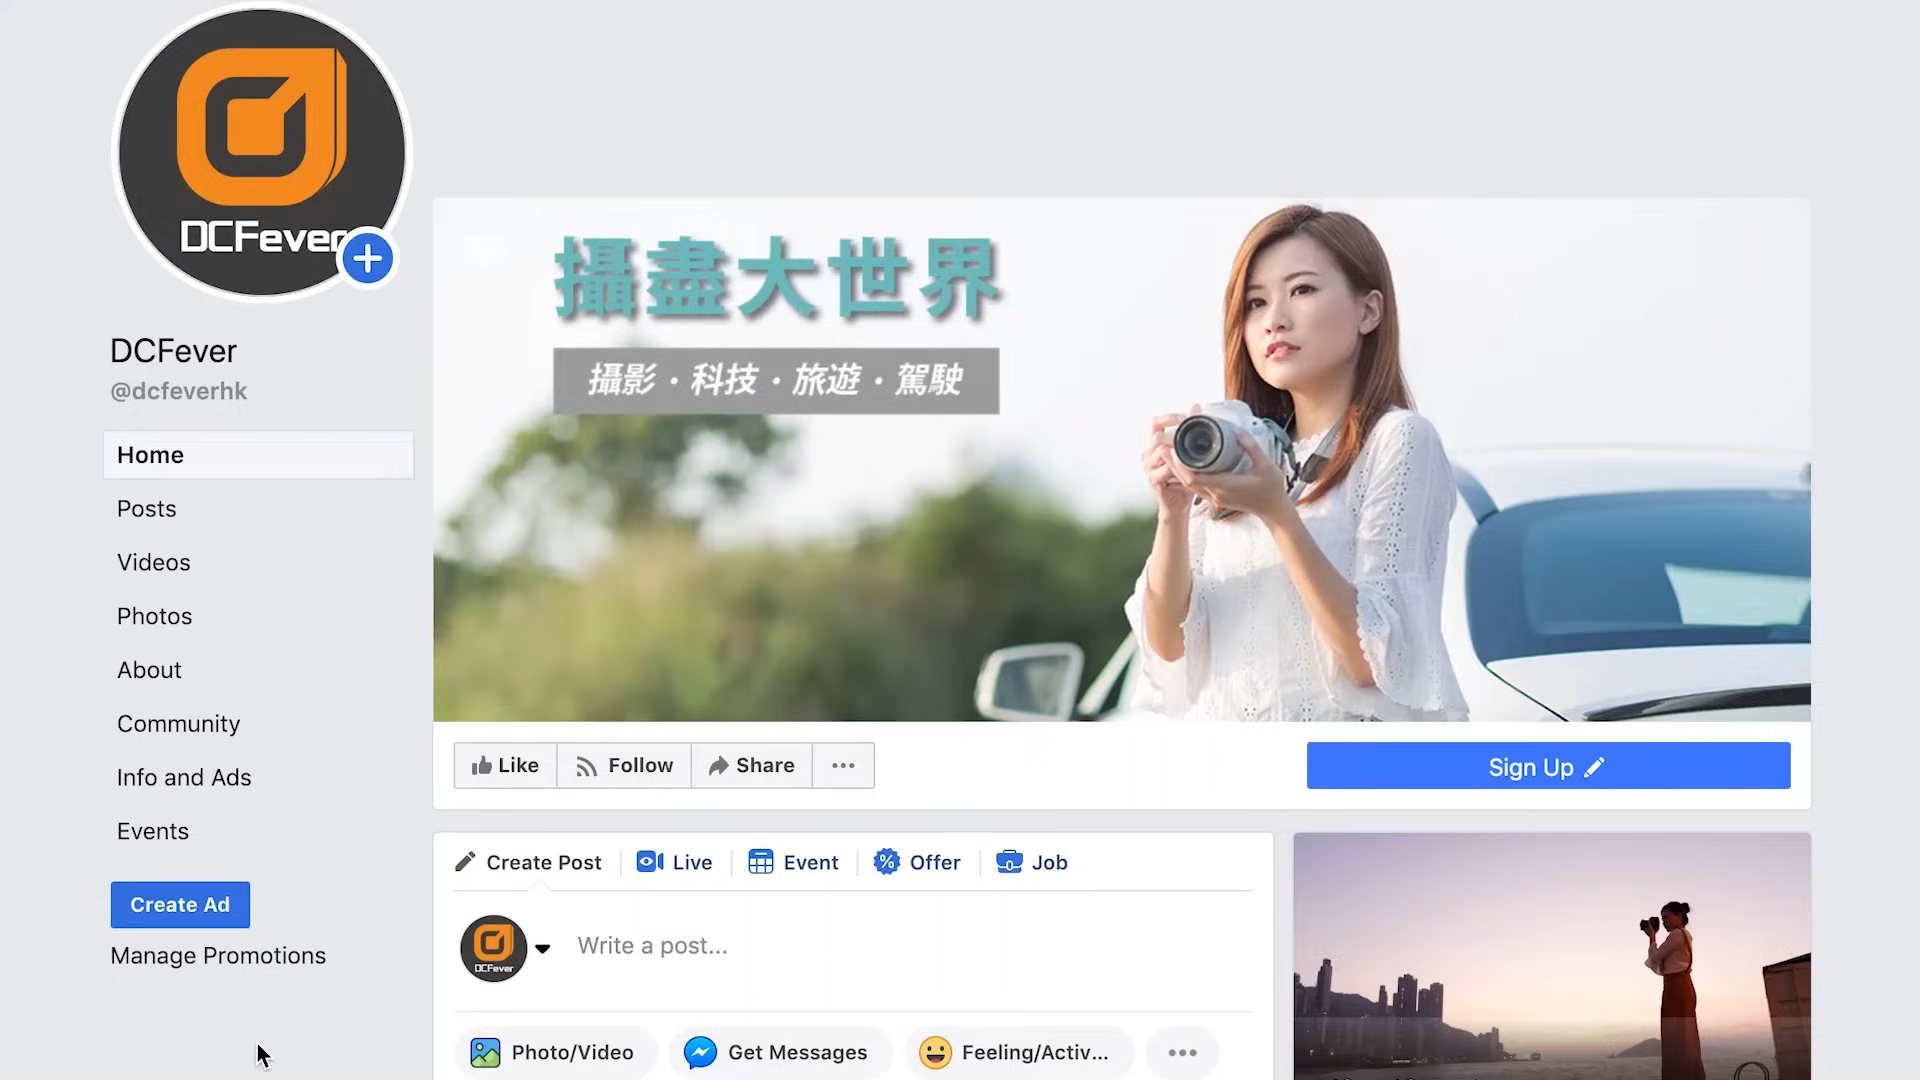 DCFever
DCFever
@dcfeverhk
Home
Posts
Videos
Photos
About
Community
Info and Ads
Events
Create Ad
Manage Promotions
攝盡大世界
攝影・科技・旅遊・駕駛
Like Follow Share
Sign Up
Create Post Live Event Offer Job
DCFever
Write a post...
Photo/Video Get Messages Feeling/Activ...